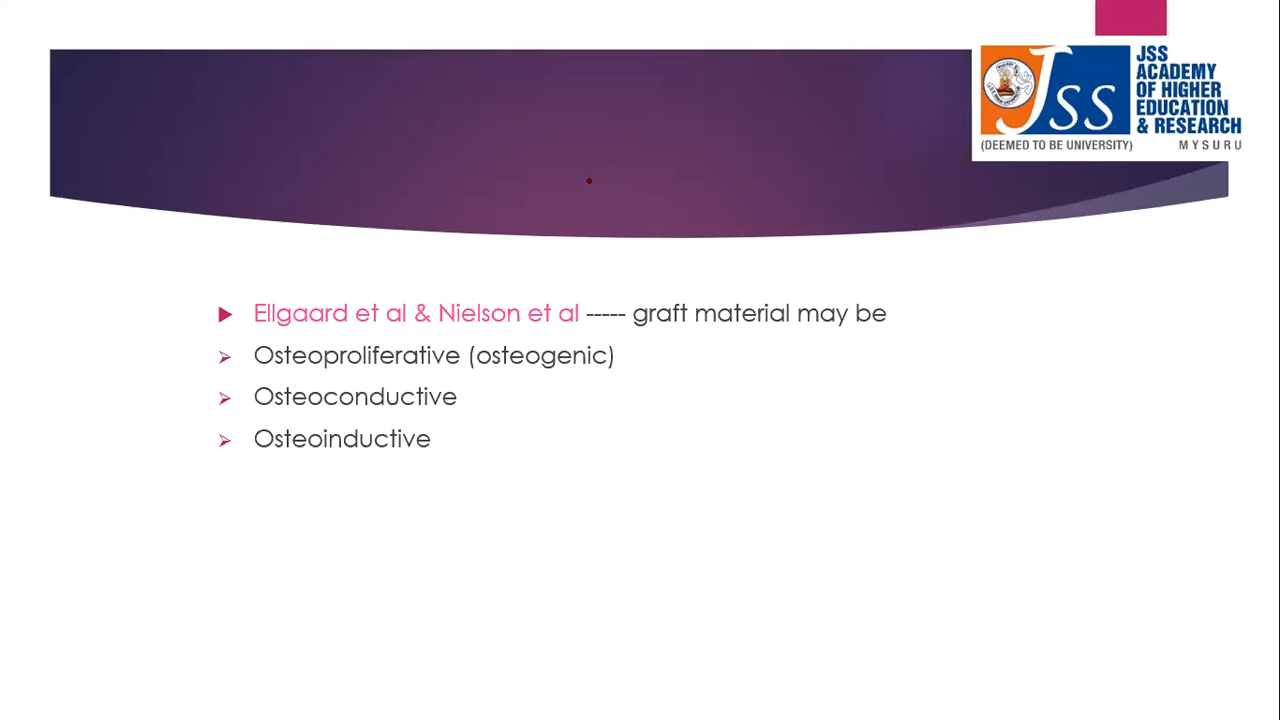 JSS
ACADEMY
OF HIGHER
EDUCATION
& RESEARCH
JSS
(DEEMED TO BE UNIVERSITY)
MYSURU
Ellgaard et al & Nielson et al ----- graft material may be
Osteoproliferative (osteogenic)
Osteoconductive
Osteoinductive